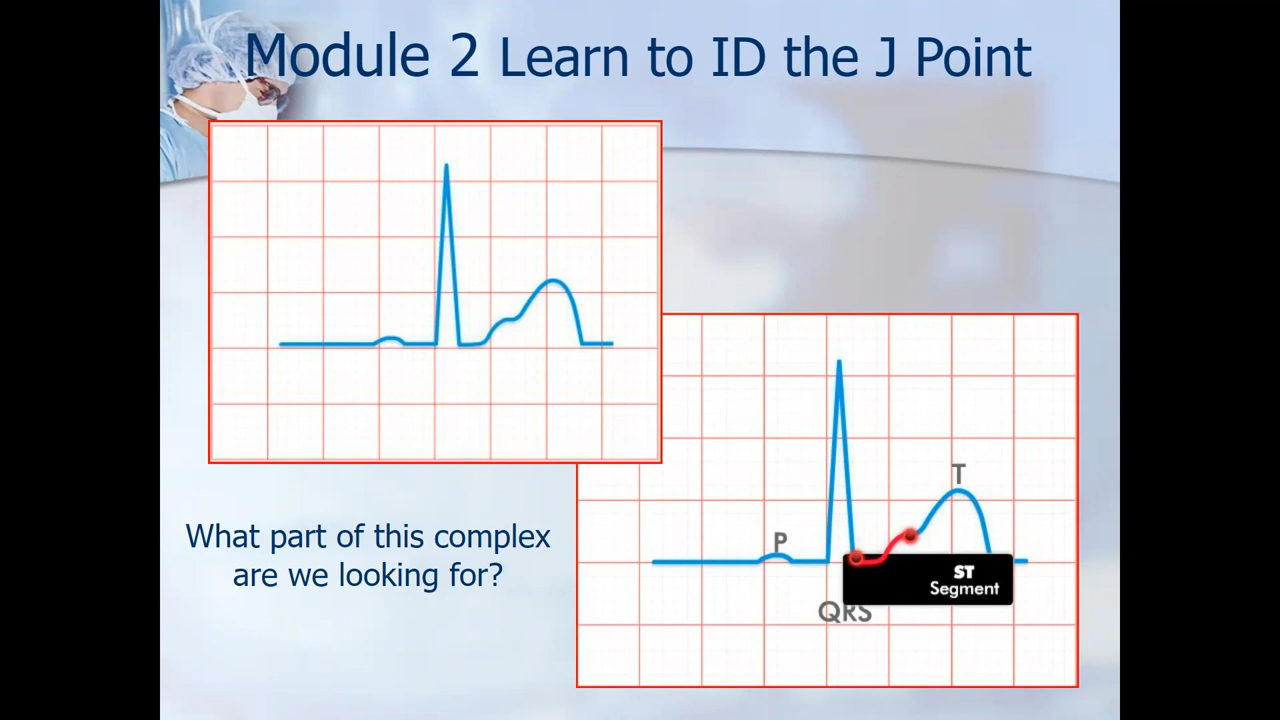 Module 2 Learn to ID the J Point
What part of this complex
are we looking for?
P
T
ST
Segment
QRS